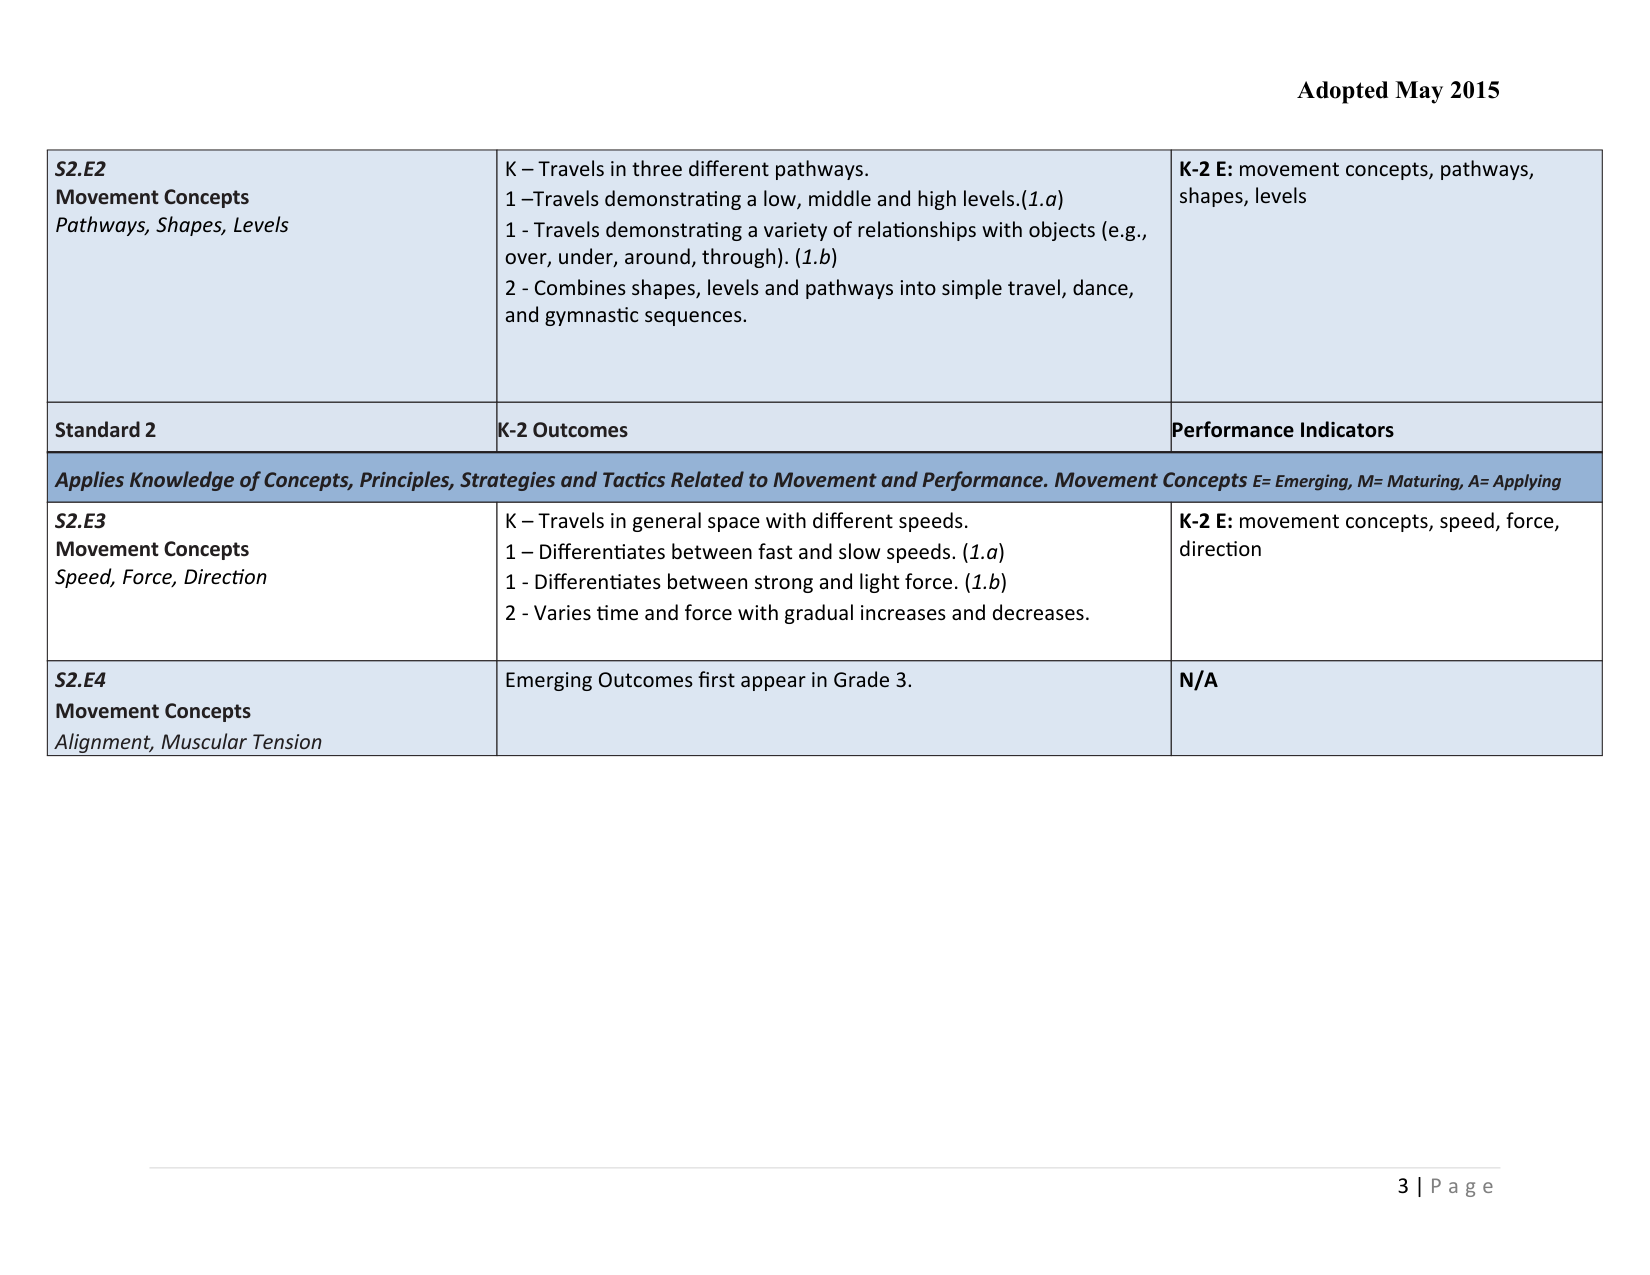 Adopted May 2015
S2.E2
Movement Concepts
Pathways, Shapes, Levels
K – Travels in three different pathways.
1 –Travels demonstrating a low, middle and high levels.(1.a)
1 - Travels demonstrating a variety of relationships with objects (e.g.,
over, under, around, through). (1.b)
2 - Combines shapes, levels and pathways into simple travel, dance,
and gymnastic sequences.
K-2 E: movement concepts, pathways,
shapes, levels
Standard 2
K-2 Outcomes
Performance Indicators
Applies Knowledge of Concepts, Principles, Strategies and Tactics Related to Movement and Performance. Movement Concepts E= Emerging, M= Maturing, A= Applying
S2.E3
Movement Concepts
Speed, Force, Direction
K – Travels in general space with different speeds.
1 – Differentiates between fast and slow speeds. (1.a)
1 - Differentiates between strong and light force. (1.b)
2 - Varies time and force with gradual increases and decreases.
K-2 E: movement concepts, speed, force,
direction
S2.E4
Movement Concepts
Alignment, Muscular Tension
Emerging Outcomes first appear in Grade 3.
N/A
3 | Page